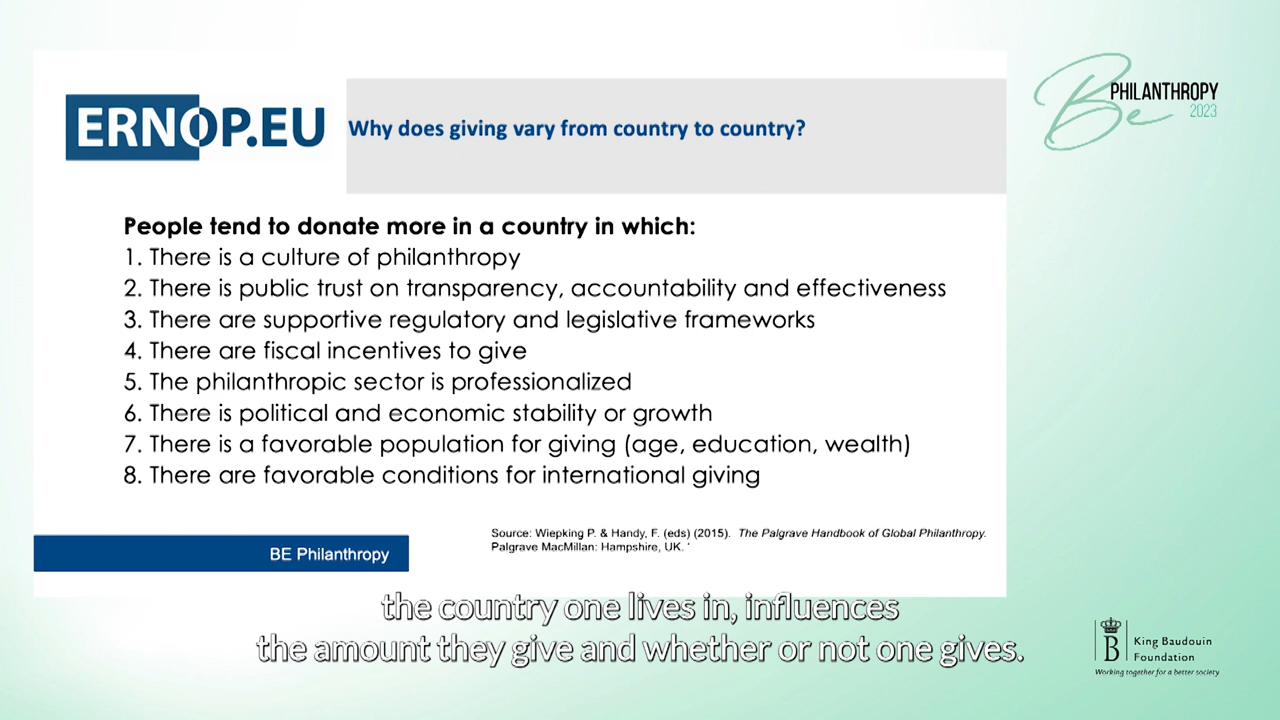 ERNOP.EU
Why does giving vary from country to country?
Be
PHILANTHROPY
2023
People tend to donate more in a country in which:
1. There is a culture of philanthropy
2. There is public trust on transparency, accountability and effectiveness
3. There are supportive regulatory and legislative frameworks
4. There are fiscal incentives to give
5. The philanthropic sector is professionalized
6. There is political and economic stability or growth
7. There is a favorable population for giving (age, education, wealth)
8. There are favorable conditions for international giving
Source: Wiepking P. & Handy, F. (eds) (2015). The Palgrave Handbook of Global Philanthropy.
Palgrave MacMillan: Hampshire, UK. '
BE Philanthropy
the country one lives in, influences
the amount they give and whether or not one gives.
B
King Baudouin
Foundation
Working together for a better society